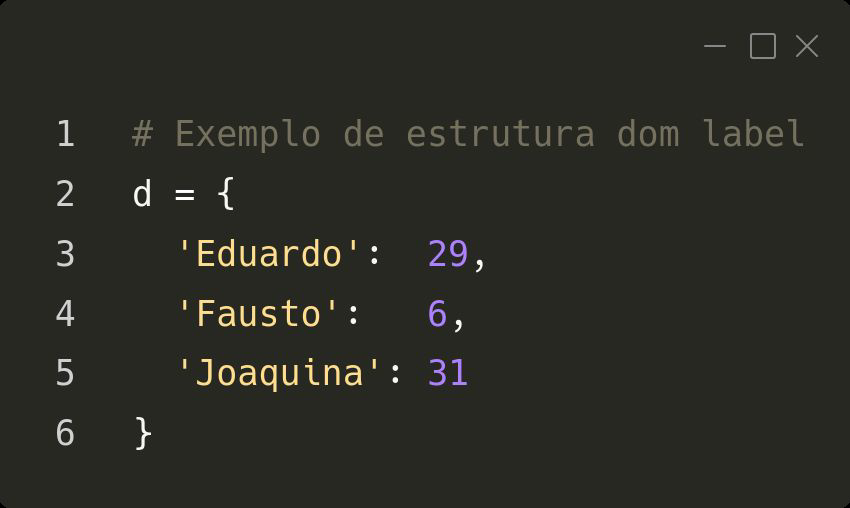 1 # Exemplo de estrutura dom label
2 d = {
3   'Eduardo':  29,
4   'Fausto':   6,
5   'Joaquina': 31
6 }